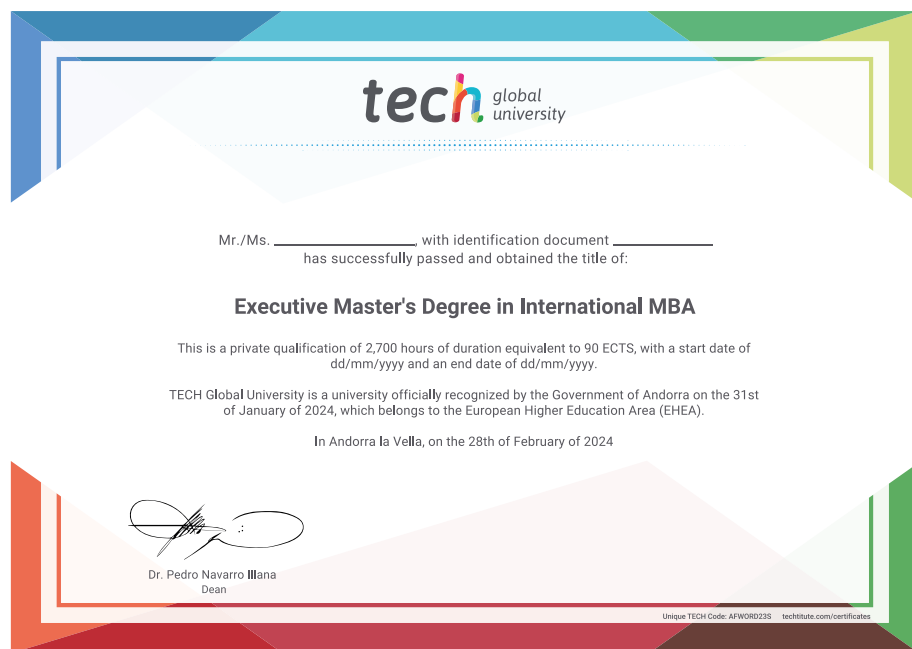 tech global university
Mr./Ms. ____________________, with identification document ______________
has successfully passed and obtained the title of:
Executive Master's Degree in International MBA
This is a private qualification of 2,700 hours of duration equivalent to 90 ECTS, with a start date of
dd/mm/yyyy and an end date of dd/mm/yyyy.
TECH Global University is a university officially recognized by the Government of Andorra on the 31st
of January of 2024, which belongs to the European Higher Education Area (EHEA).
In Andorra la Vella, on the 28th of February of 2024
Dr. Pedro Navarro Illana
Dean
Unique TECH Code: AFWORD23S techtitute.com/certificates